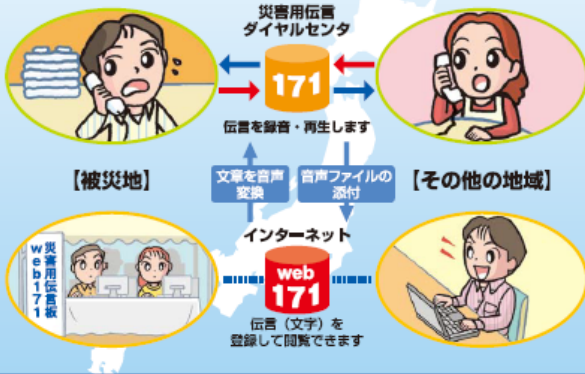 災害用伝言
ダイヤルセンタ
171
伝言を録音・再生します
【被災地】
文章を音声
変換
音声ファイルの
添付
【その他の地域】
インターネット
災害用伝言板
web171
web
171
伝言（文字）を
登録して閲覧できます